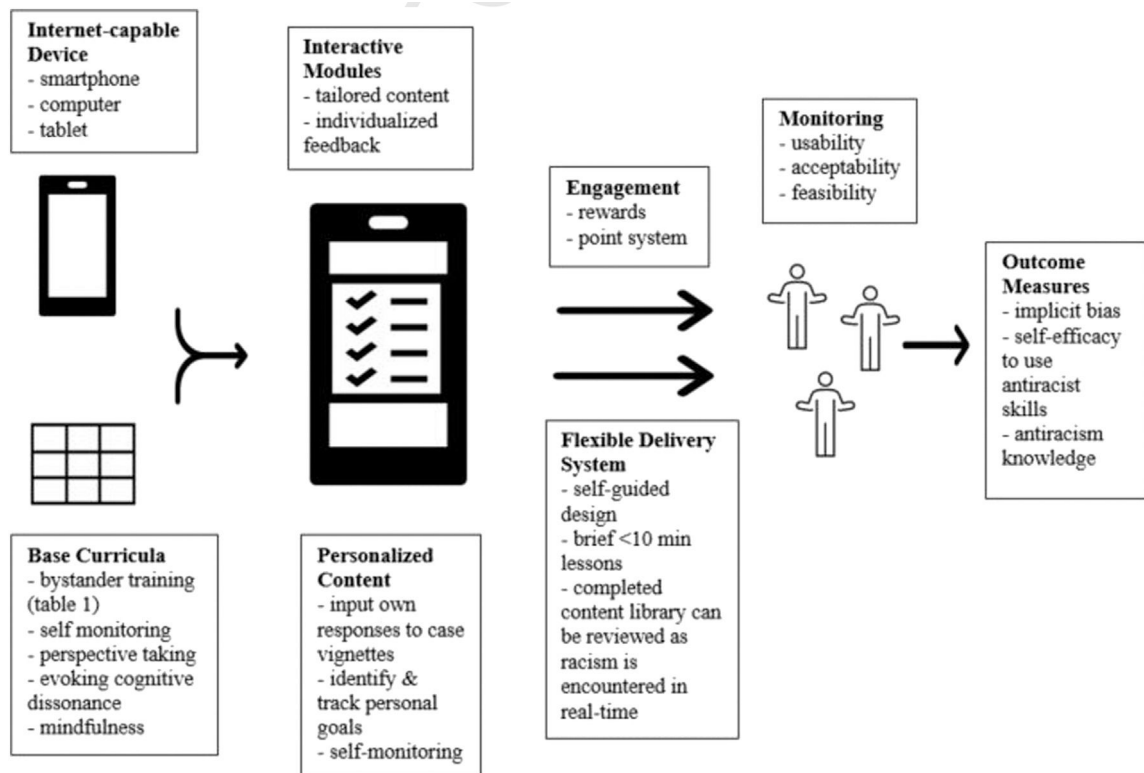 Internet-capable
Device
- smartphone
- computer
- tablet
Interactive
Modules
- tailored content
- individualized
feedback
Engagement
- rewards
- point system
Monitoring
- usability
- acceptability
- feasibility
Outcome
Measures
- implicit bias
- self-efficacy
to use
antiracist
skills
- antiracism
knowledge
Base Curricula
- bystander training
(table 1)
- self monitoring
- perspective taking
- evoking cognitive
dissonance
- mindfulness
Personalized
Content
- input own
responses to case
vignettes
- identify &
track personal
goals
- self-monitoring
Flexible Delivery
System
- self-guided
design
- brief <10 min
lessons
- completed
content library can
be reviewed as
racism is
encountered in
real-time